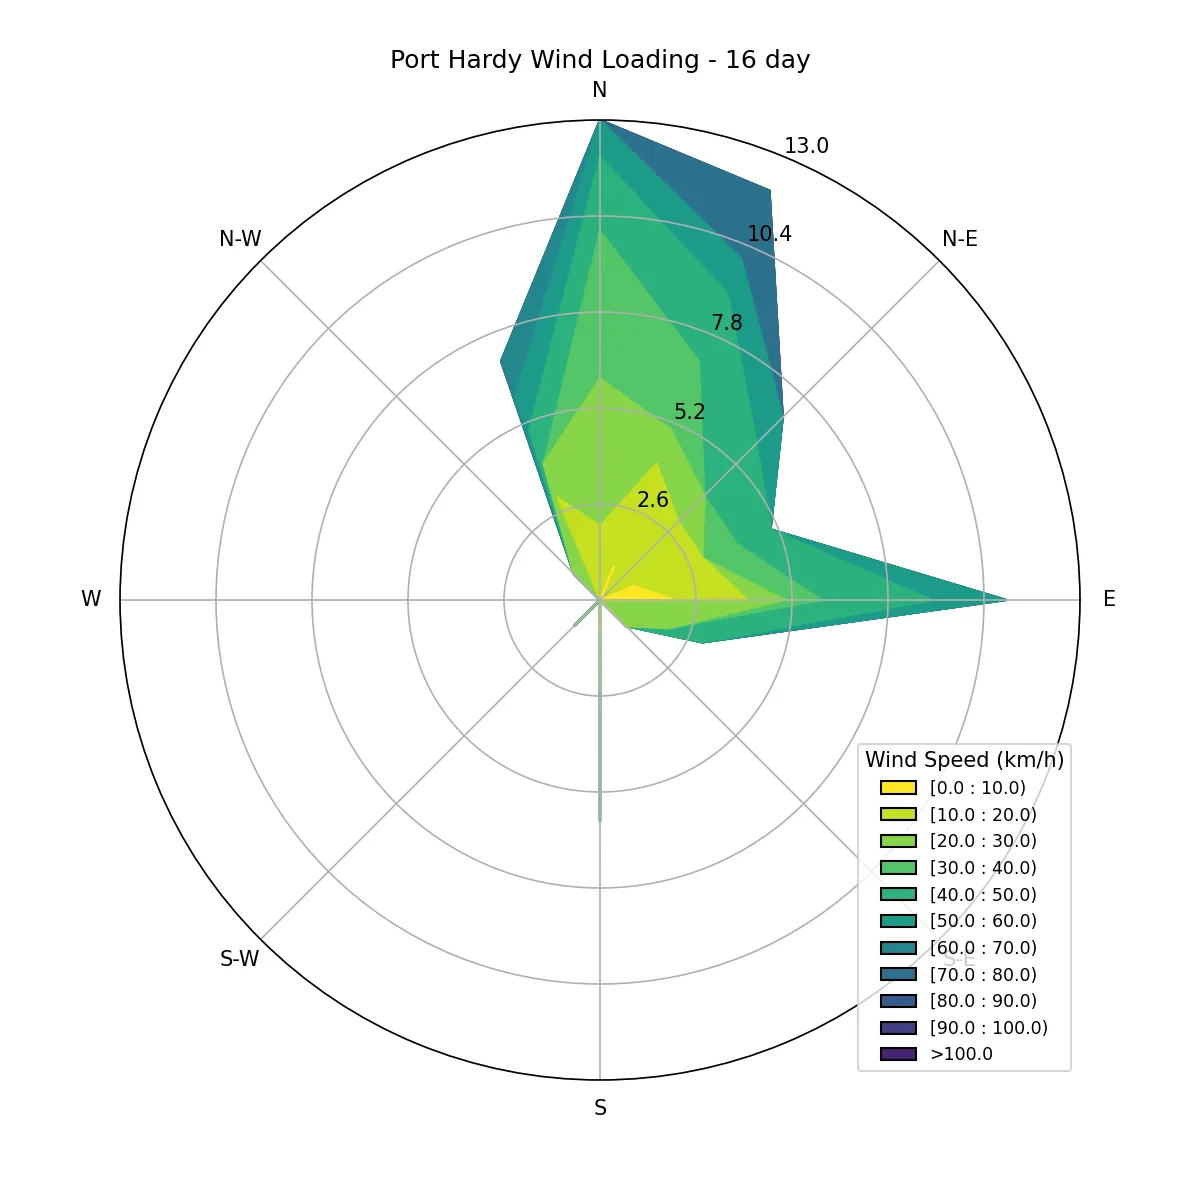 Port Hardy Wind Loading - 16 day
N
13.0
N-W
10.4
N-E
7.8
5.2
2.6
W
E
Wind Speed (km/h)
[0.0 : 10.0)
[10.0 : 20.0)
[20.0 : 30.0)
[30.0 : 40.0)
[40.0 : 50.0)
[50.0 : 60.0)
[60.0 : 70.0)
[70.0 : 80.0)
[80.0 : 90.0)
[90.0 : 100.0)
>100.0
S-W
S-E
S